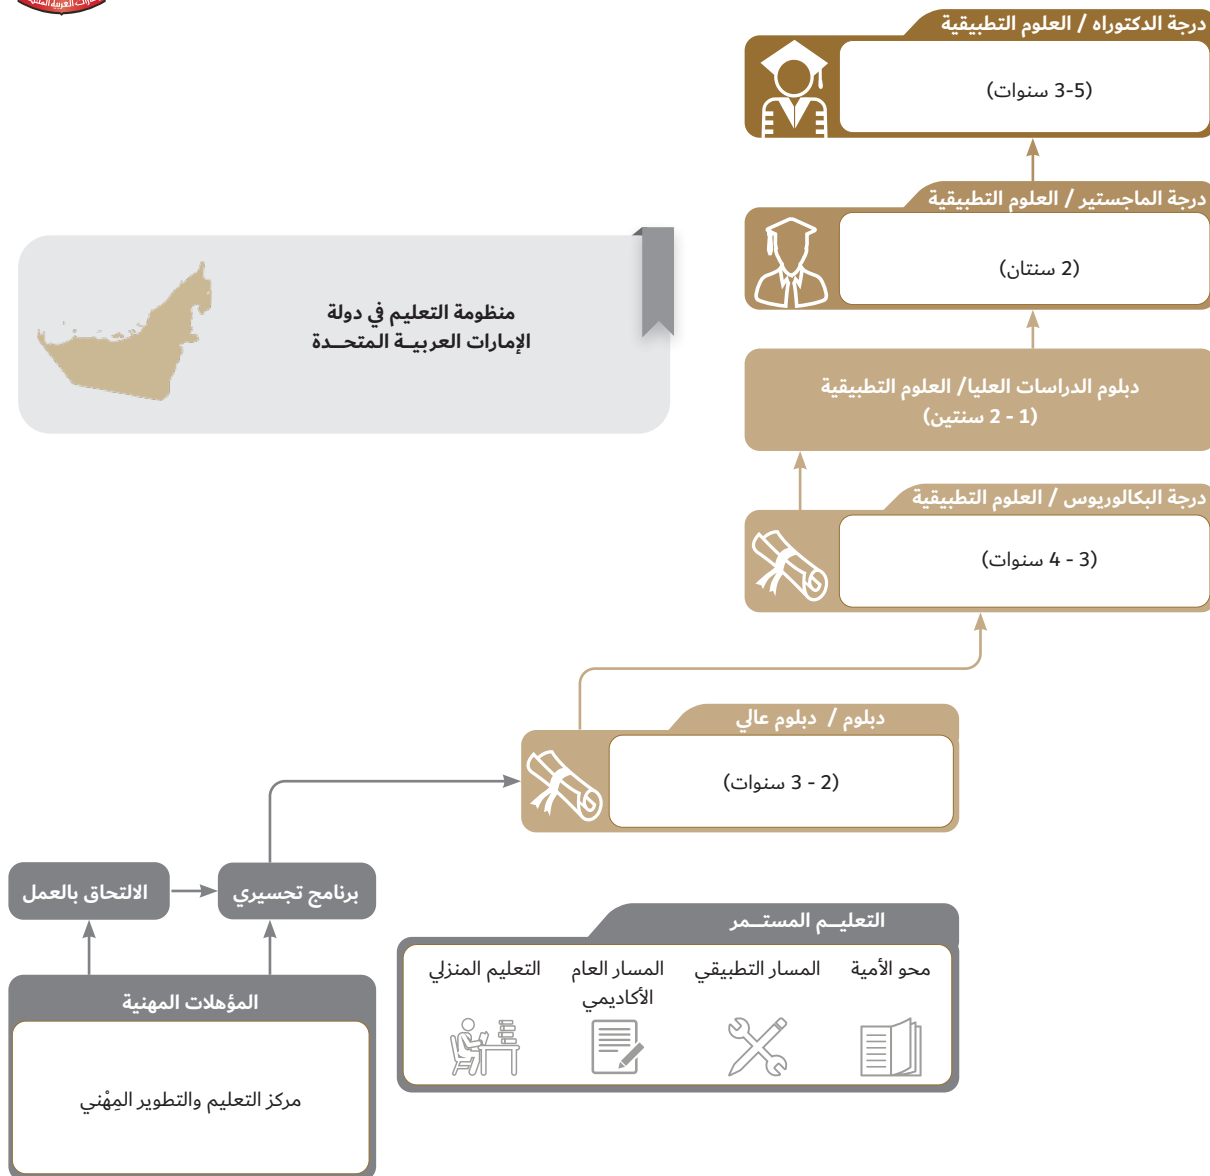 درجة الدكتوراه / العلوم التطبيقية
(3-5 سنوات)
درجة الماجستير / العلوم التطبيقية
(2 سنتان)
منظومة التعليم في دولة
الإمارات العربيــة المتحــدة
دبلوم الدراسات العليا/ العلوم التطبيقية
(1 - 2 سنتين)
درجة البكالوريوس / العلوم التطبيقية
(3 - 4 سنوات)
دبلوم / دبلوم عالي
(2 - 3 سنوات)
برنامج تجسيري
الالتحاق بالعمل
التعليــم المستــمر
محو الأمية
المسار التطبيقي
المسار العام
الأكاديمي
التعليم المنزلي
المؤهلات المهنية
مركز التعليم والتطوير المِهْني